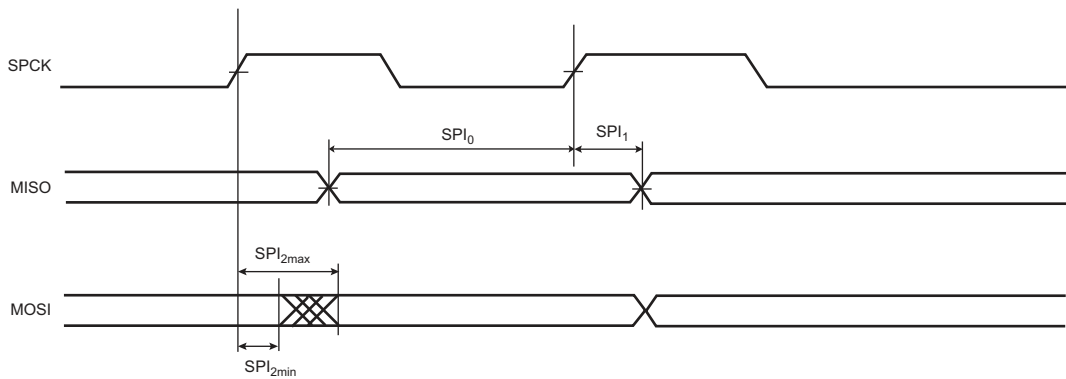 SPCK
SPI₀
SPI₁
MISO
SPI₂ₘₐₓ
MOSI
SPI₂ₘᵢₙ